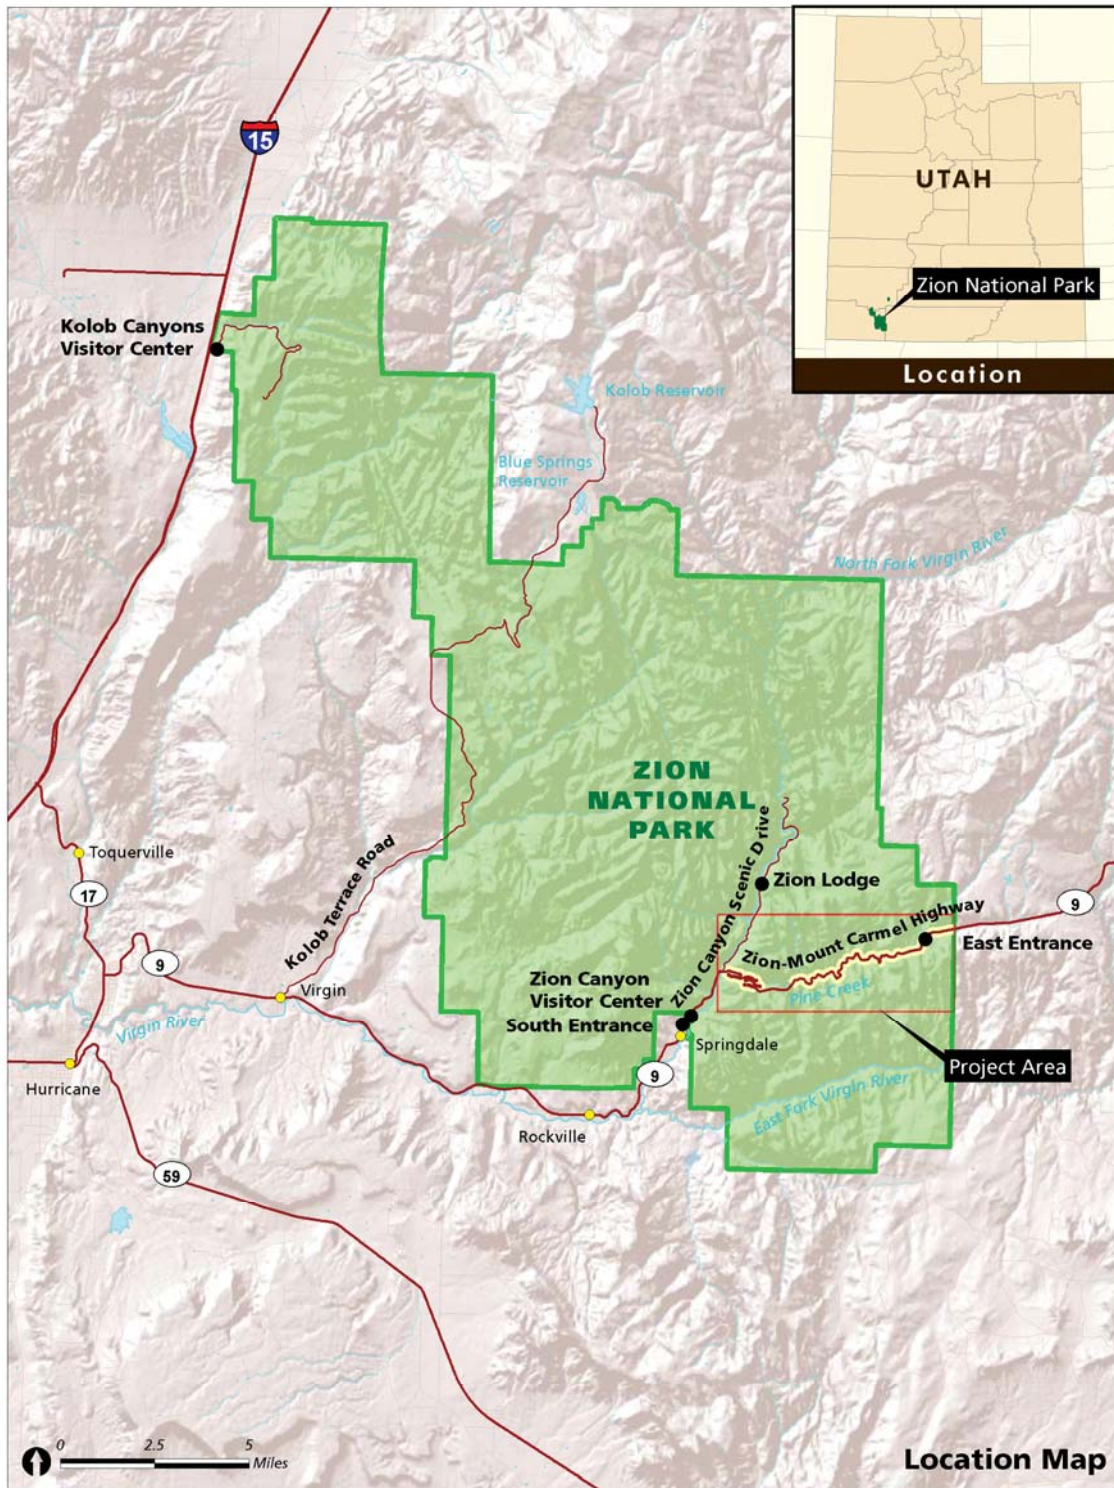 15
UTAH
Zion National Park
Location
Kolob Canyons
Visitor Center
Kolob Reservoir
Blue Springs
Reservoir
North Fork Virgin River
ZION
NATIONAL
PARK
Toquerville
17
Kolob Terrace Road
Zion Canyon Scenic Drive
Zion Lodge
Zion-Mount Carmel Highway
9
East Entrance
9
Virgin
Virgin River
Zion Canyon
Visitor Center
South Entrance
Pine Creek
Springdale
Project Area
Hurricane
9
East Fork Virgin River
Rockville
59
0 2.5 5
Miles
Location Map